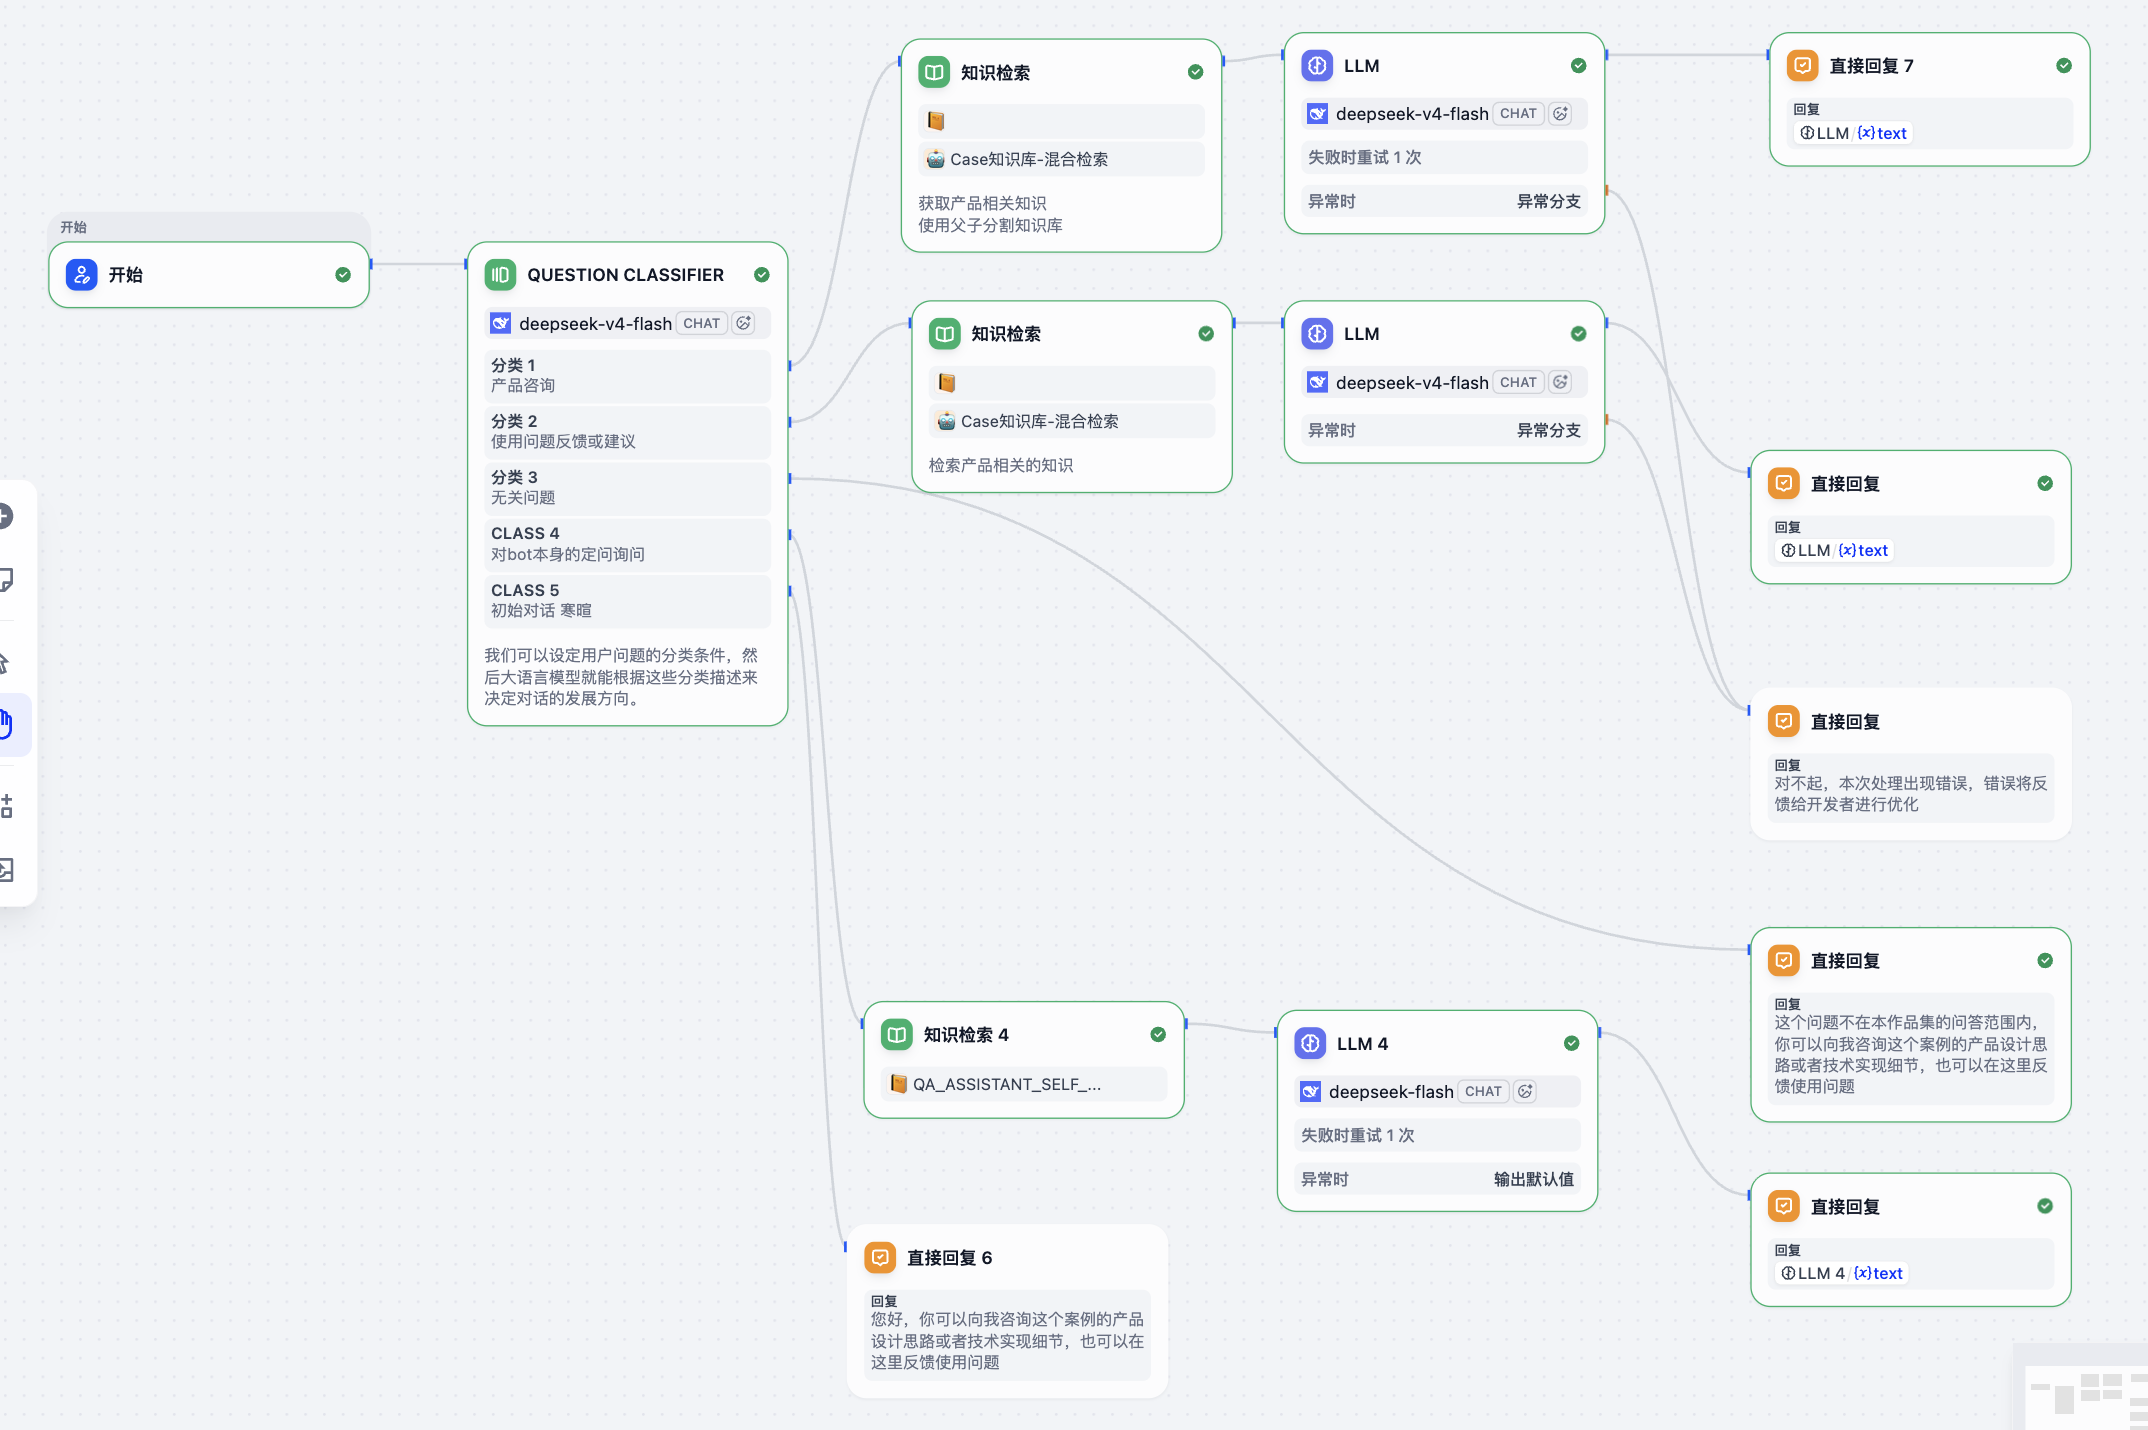 开始
开始
QUESTION CLASSIFIER
deepseek-v4-flash CHAT
分类 1
产品咨询
分类 2
使用问题反馈或建议
分类 3
无关问题
CLASS 4
对bot本身的定问询问
CLASS 5
初始对话 寒暄
我们可以设定用户问题的分类条件，然
后大语言模型就能根据这些分类描述来
决定对话的发展方向。
知识检索
Case知识库-混合检索
获取产品相关知识
使用父子分割知识库
LLM
deepseek-v4-flash CHAT
失败时重试 1 次
异常时 异常分支
直接回复 7
回复
LLM / {x} text
知识检索
Case知识库-混合检索
检索产品相关的知识
LLM
deepseek-v4-flash CHAT
异常时 异常分支
直接回复
回复
LLM / {x} text
直接回复
回复
对不起，本次处理出现错误，错误将反
馈给开发者进行优化
直接回复
回复
这个问题不在本作品集的问答范围内，
你可以向我咨询这个案例的产品设计思
路或者技术实现细节，也可以在这里反
馈使用问题
知识检索 4
QA_ASSISTANT_SELF_...
LLM 4
deepseek-flash CHAT
失败时重试 1 次
异常时 输出默认值
直接回复
回复
LLM 4 / {x} text
直接回复 6
回复
您好，你可以向我咨询这个案例的产品
设计思路或者技术实现细节，也可以在
这里反馈使用问题